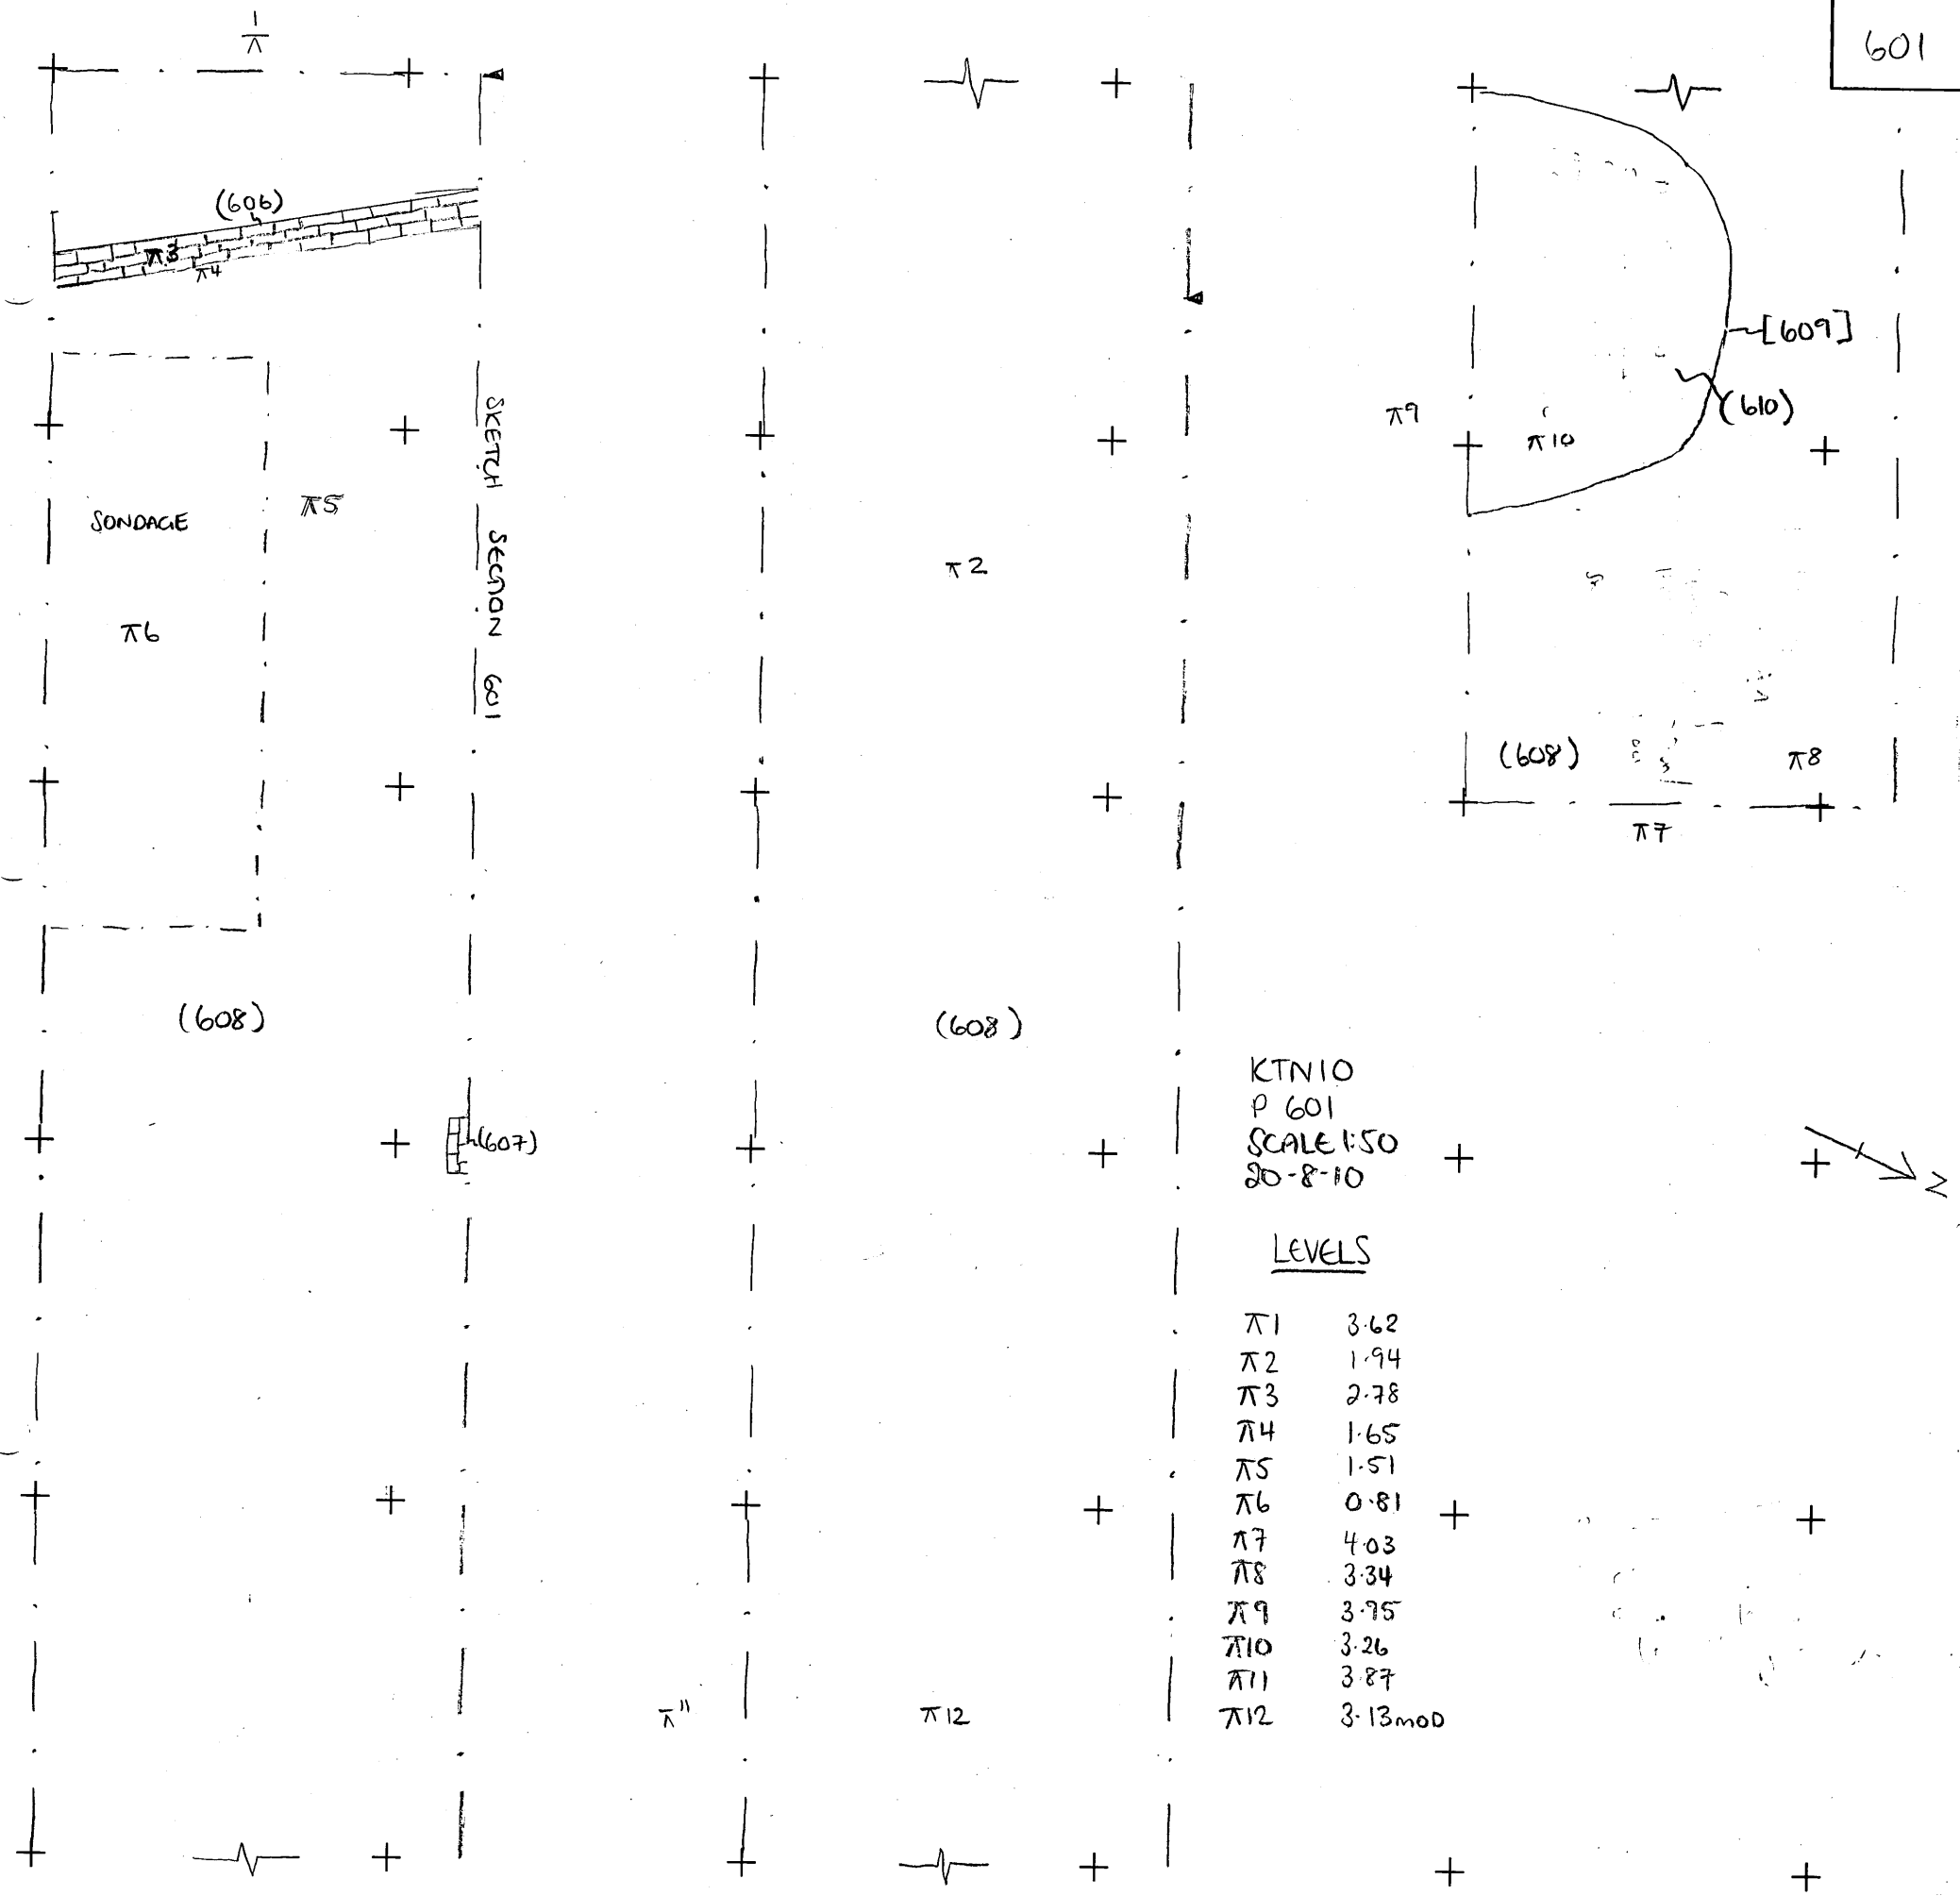 601
π1
(606)
π3
π4
[609]
(610)
π9
π10
SKETCH SECTION 601
SONDAGE
π5
π2
π6
(608)
π8
π7
(608)
(608)
KTN10
P 601
SCALE 1:50
20-8-10
(607)
N
LEVELS
π1 3.62
π2 1.94
π3 2.78
π4 1.65
π5 1.51
π6 0.81
π7 4.03
π8 3.34
π9 3.95
π10 3.26
π11 3.87
π12 3.13mOD
π11
π12